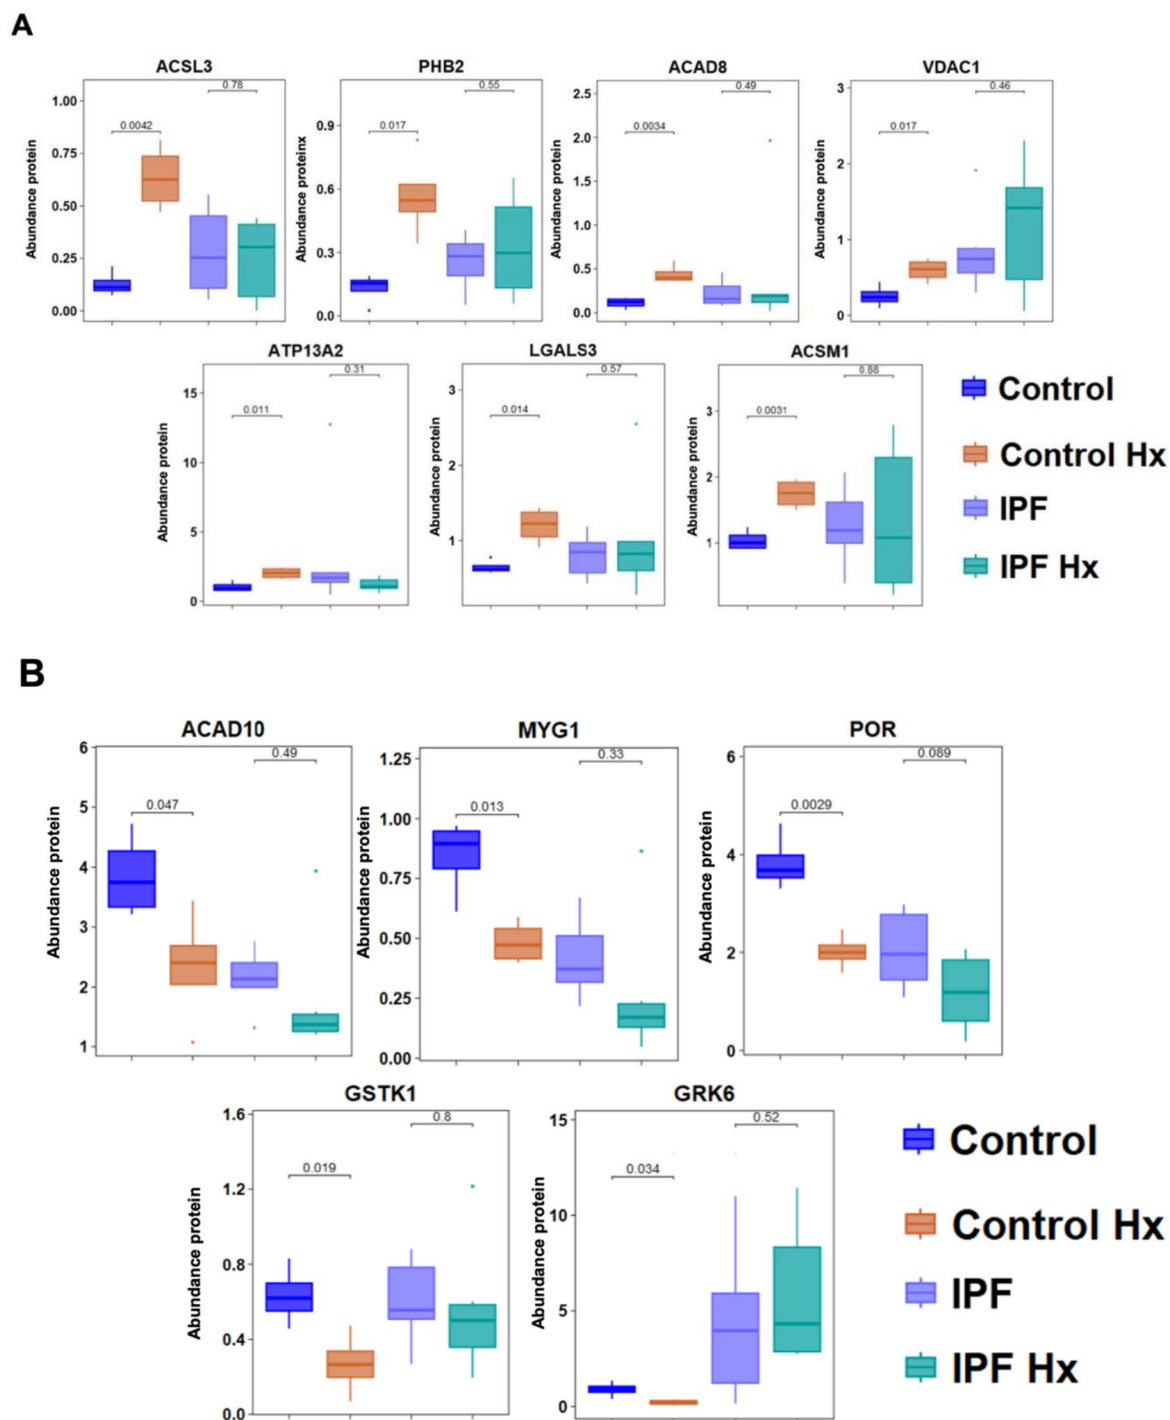 A
ACSL3
Abundance protein
1.00
0.75
0.50
0.25
0.00
0.0042
0.78
PHB2
Abundance proteinx
0.9
0.6
0.3
0.0
0.017
0.55
ACAD8
Abundance protein
2.5
2.0
1.5
1.0
0.5
0.0
0.0034
0.49
VDAC1
Abundance protein
3
2
1
0
0.017
0.46
ATP13A2
Abundance protein
15
10
5
0
0.011
0.31
LGALS3
Abundance protein
3
2
1
0.014
0.57
ACSM1
Abundance protein
3
2
1
0.0031
0.88
Control
Control Hx
IPF
IPF Hx
B
ACAD10
Abundance protein
6
5
4
3
2
1
0.047
0.49
MYG1
Abundance protein
1.25
1.00
0.75
0.50
0.25
0.00
0.013
0.33
POR
Abundance protein
6
4
2
0
0.0029
0.089
GSTK1
Abundance protein
1.6
1.2
0.8
0.4
0.0
0.019
0.8
GRK6
Abundance protein
15
10
5
0
0.034
0.52
Control
Control Hx
IPF
IPF Hx